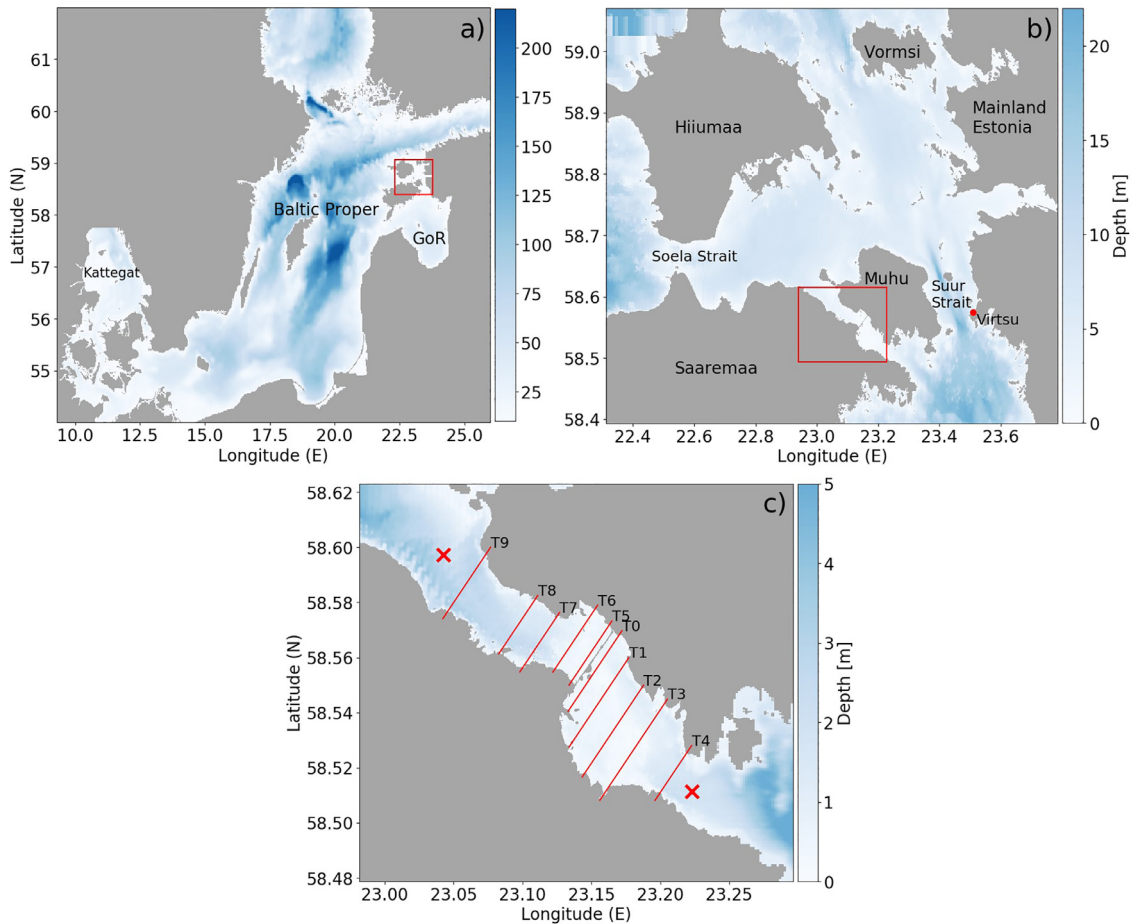 a)
61
60
59
58
57
56
55
Latitude (N)
Baltic Proper
GoR
Kattegat
10.0
12.5
15.0
17.5
20.0
22.5
25.0
Longitude (E)
200
175
150
125
100
75
50
25
b)
59.0
58.9
58.8
58.7
58.6
58.5
58.4
Vormsi
Mainland
Estonia
Hiiumaa
Soela Strait
Muhu
Suur
Strait
Virtsu
Saaremaa
22.4
22.6
22.8
23.0
23.2
23.4
23.6
Longitude (E)
20
15
10
5
0
Depth [m]
c)
58.62
58.60
58.58
58.56
58.54
58.52
58.50
58.48
Latitude (N)
T9
T8
T7
T6
T5
T0
T1
T2
T3
T4
23.00
23.05
23.10
23.15
23.20
23.25
Longitude (E)
5
4
3
2
1
0
Depth [m]